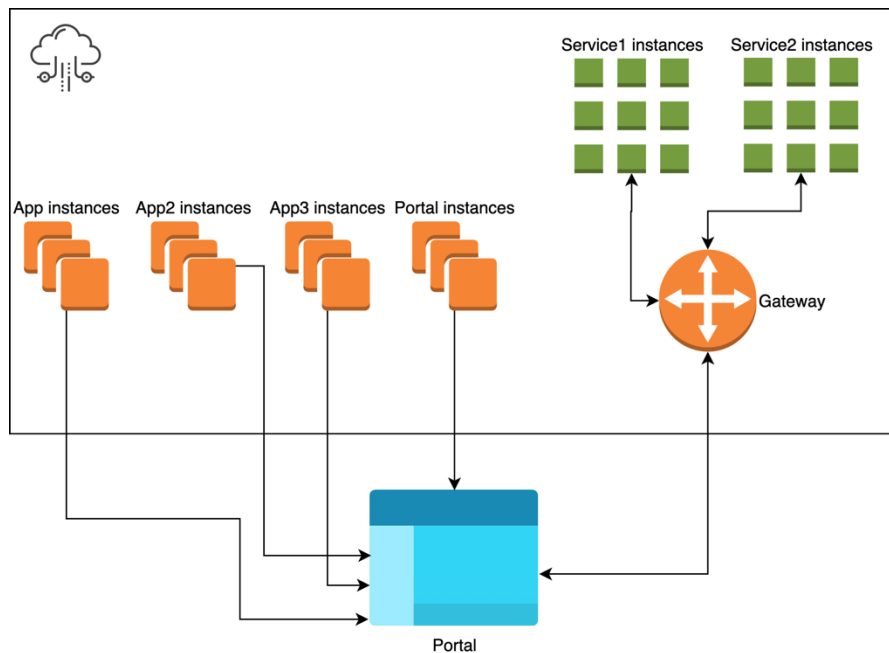 Service1 instances
Service2 instances
App instances
App2 instances
App3 instances
Portal instances
Gateway
Portal